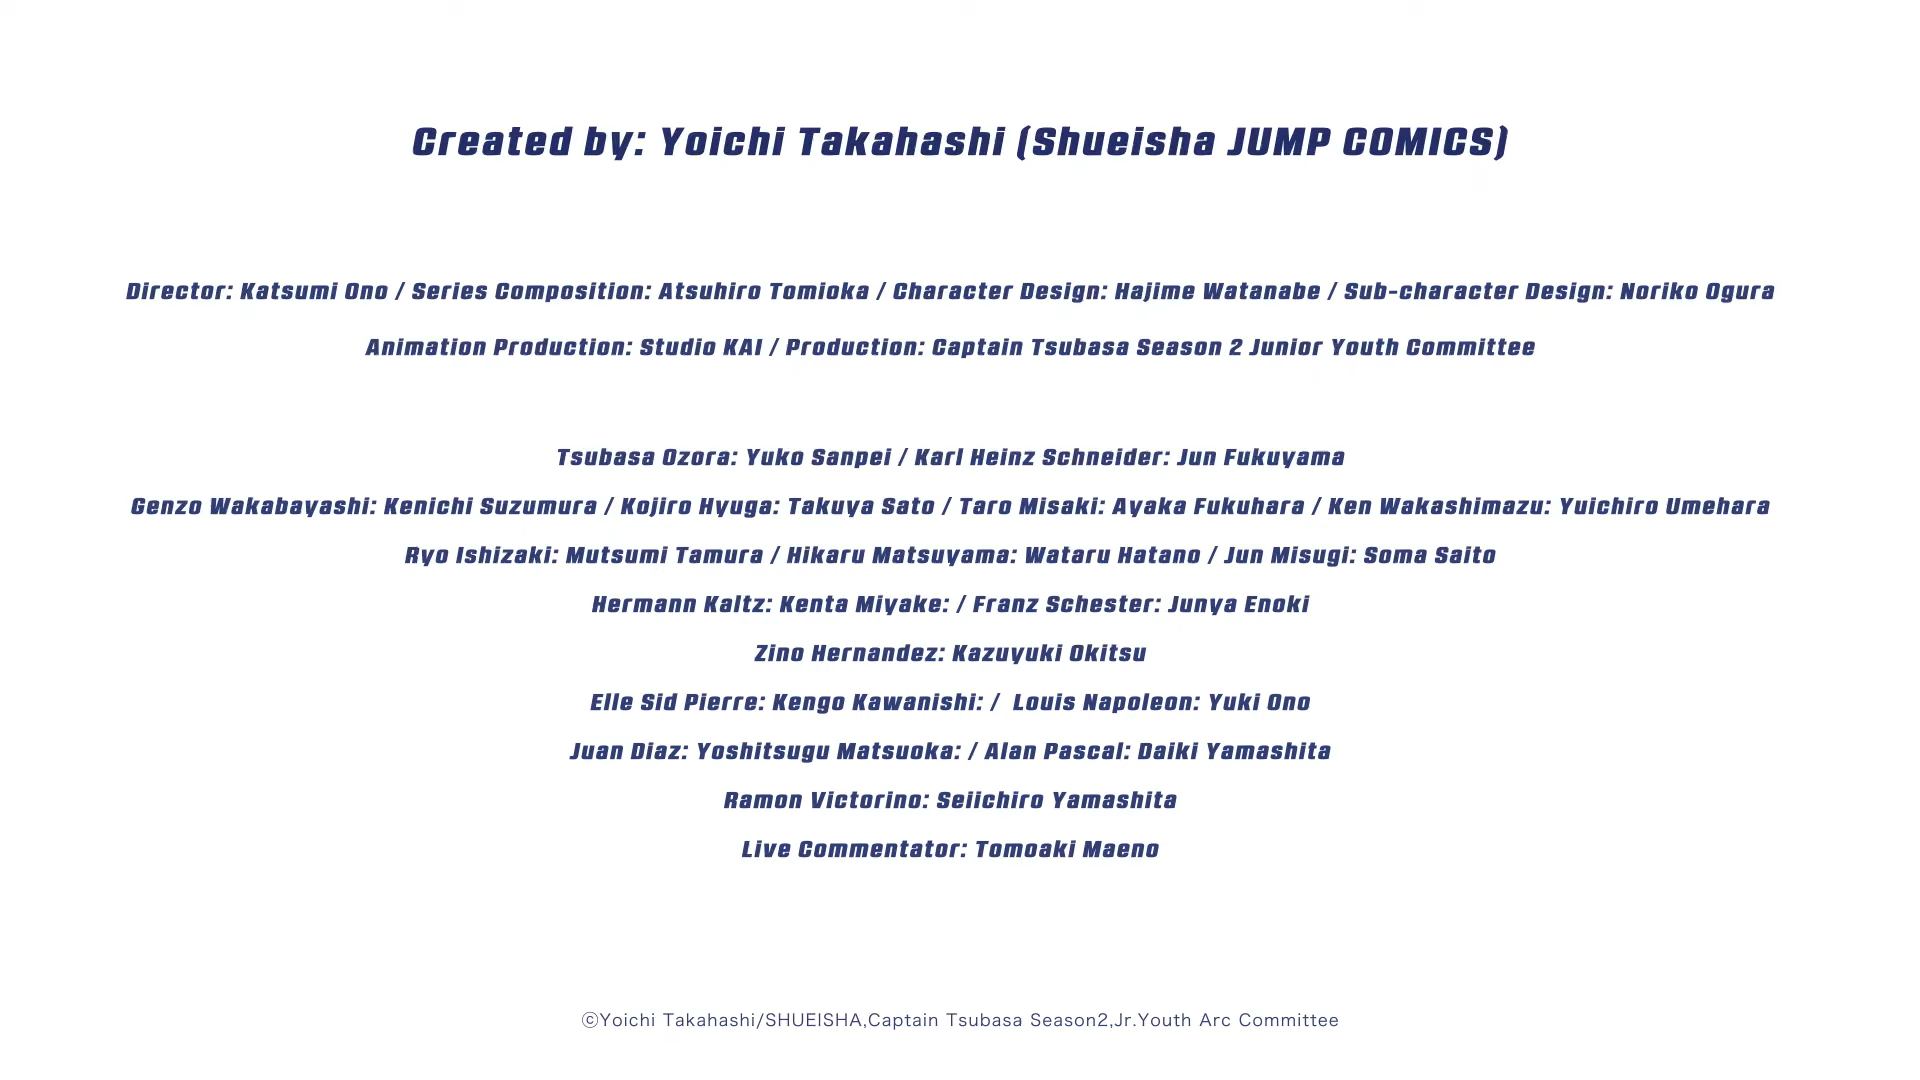 Created by: Yoichi Takahashi (Shueisha JUMP COMICS)
Director: Katsumi Ono / Series Composition: Atsuhiro Tomioka / Character Design: Hajime Watanabe / Sub-character Design: Noriko Ogura
Animation Production: Studio KAI / Production: Captain Tsubasa Season 2 Junior Youth Committee
Tsubasa Ozora: Yuko Sanpei / Karl Heinz Schneider: Jun Fukuyama
Genzo Wakabayashi: Kenichi Suzumura / Kojiro Hyuga: Takuya Sato / Taro Misaki: Ayaka Fukuhara / Ken Wakashimazu: Yuichiro Umehara
Ryo Ishizaki: Mutsumi Tamura / Hikaru Matsuyama: Wataru Hatano / Jun Misugi: Soma Saito
Hermann Kaltz: Kenta Miyake: / Franz Schester: Junya Enoki
Zino Hernandez: Kazuyuki Okitsu
Elle Sid Pierre: Kengo Kawanishi: / Louis Napoleon: Yuki Ono
Juan Diaz: Yoshitsugu Matsuoka: / Alan Pascal: Daiki Yamashita
Ramon Victorino: Seiichiro Yamashita
Live Commentator: Tomoaki Maeno
©Yoichi Takahashi/SHUEISHA,Captain Tsubasa Season2,Jr.Youth Arc Committee